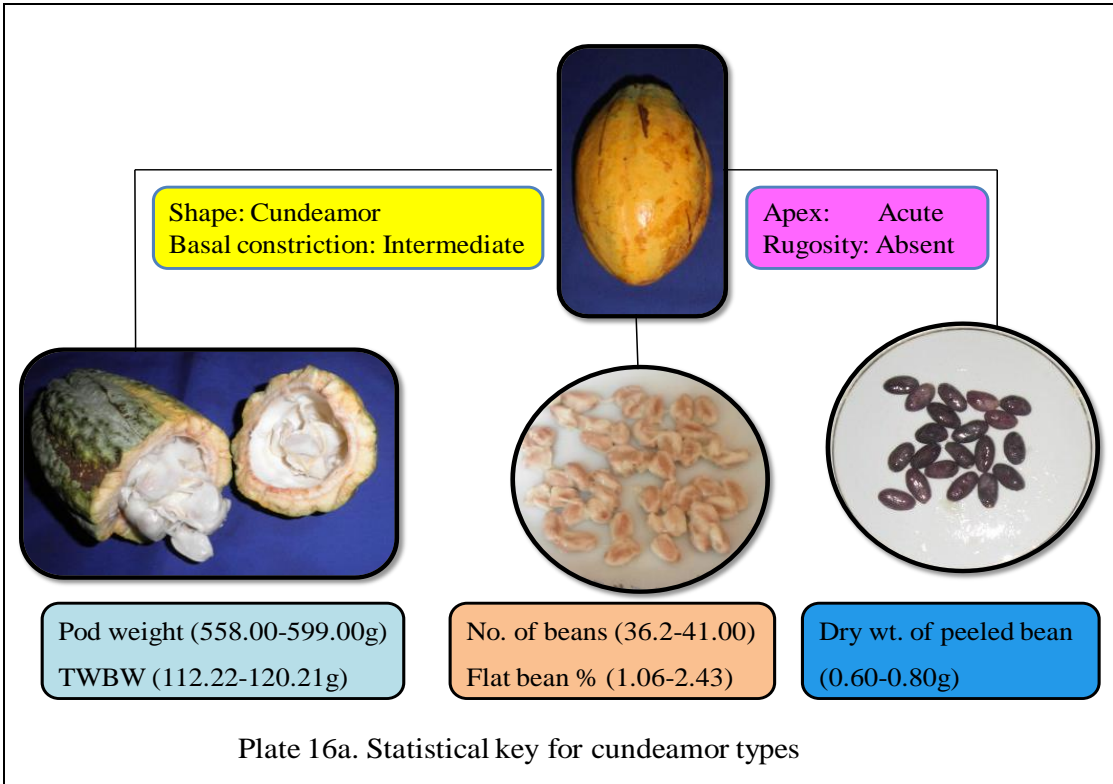 Shape: Cundeamor
Basal constriction: Intermediate
Apex: Acute
Rugosity: Absent
Pod weight (558.00-599.00g)
TWBW (112.22-120.21g)
No. of beans (36.2-41.00)
Flat bean % (1.06-2.43)
Dry wt. of peeled bean
(0.60-0.80g)
Plate 16a. Statistical key for cundeamor types